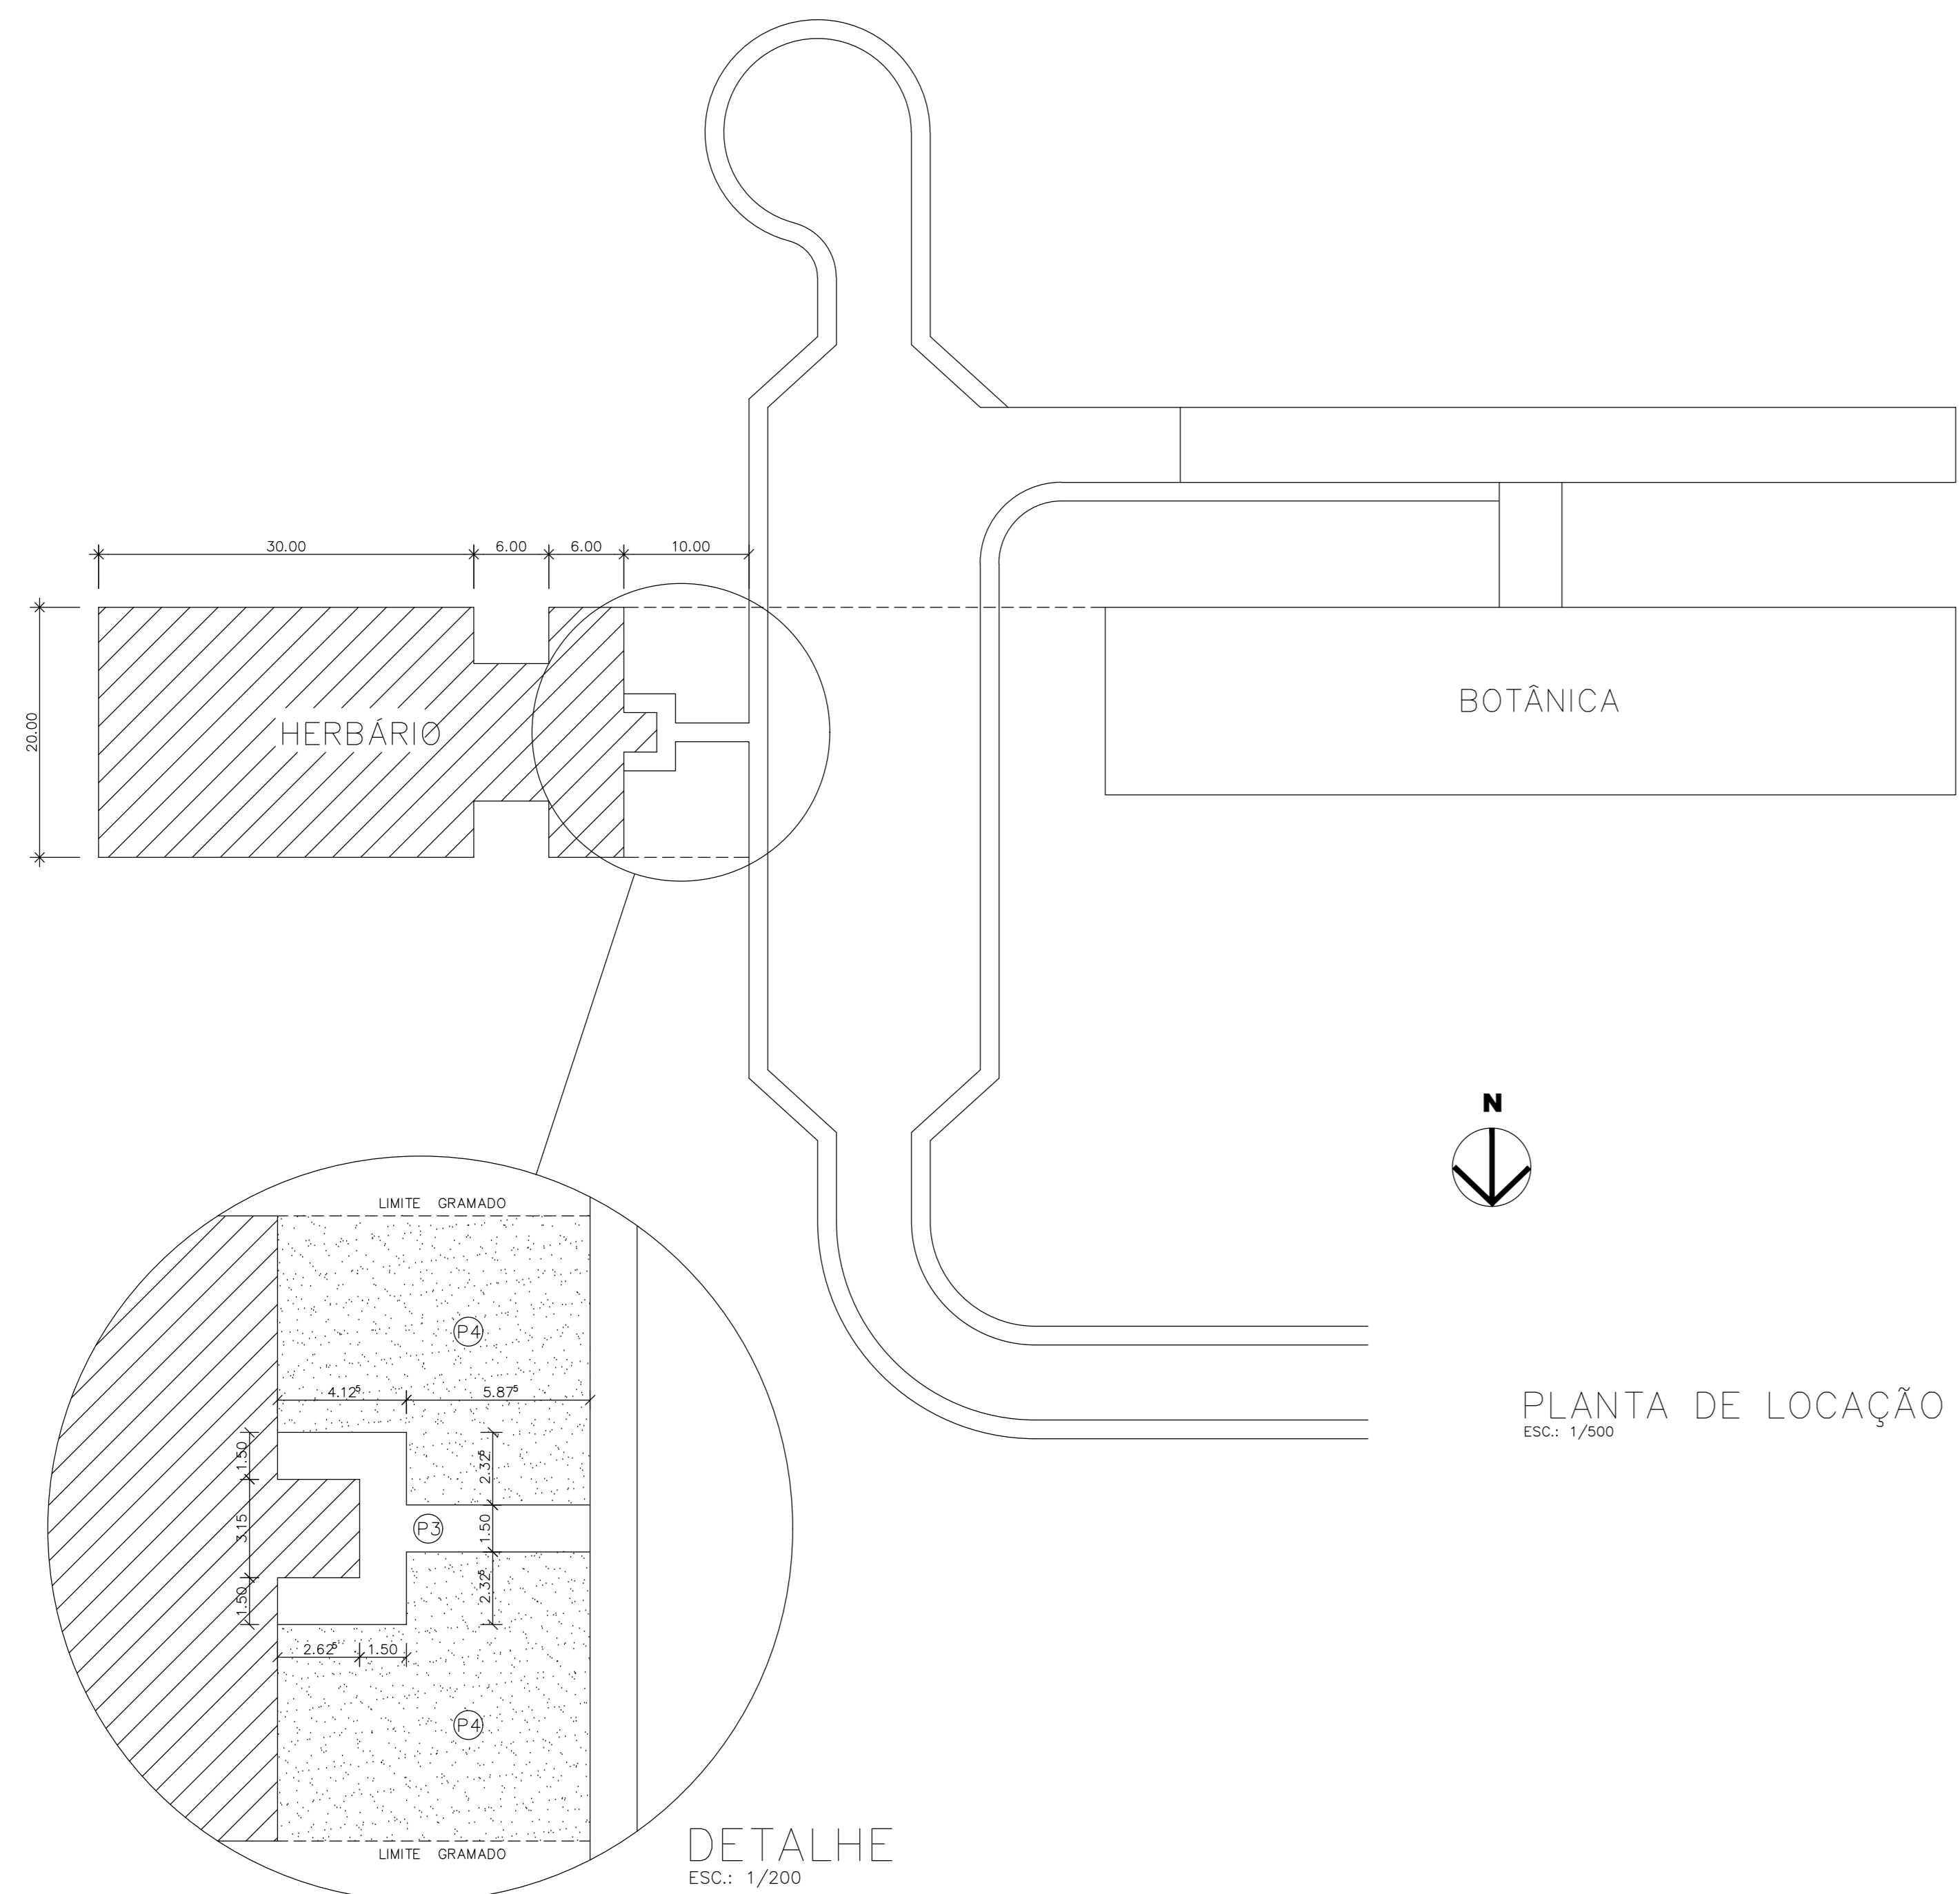 30.00
6.00
6.00
10.00
20.00
HERBÁRIO
BOTÂNICA
N
LIMITE GRAMADO
P4
4.12⁵
5.87⁵
1.50
2.32⁵
3.15
P3
1.50
1.50
2.32⁵
2.62⁵
1.50
P4
LIMITE GRAMADO
PLANTA DE LOCAÇÃO
ESC.: 1/500
DETALHE
ESC.: 1/200